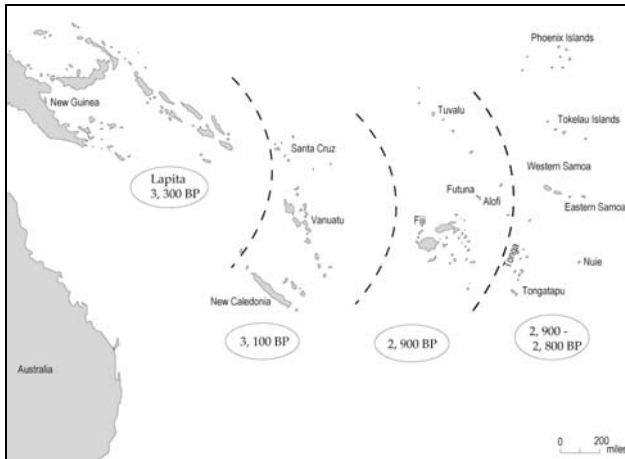 Phoenix Islands
New Guinea
Tuvalu
Tokelau Islands
Santa Cruz
Western Samoa
Lapita
3, 300 BP
Futuna
Alofi
Eastern Samoa
Vanuatu
Fiji
Tonga
Nuie
Tongatapu
New Caledonia
3, 100 BP
2, 900 BP
2, 900 -
2, 800 BP
Australia
0 200
miles